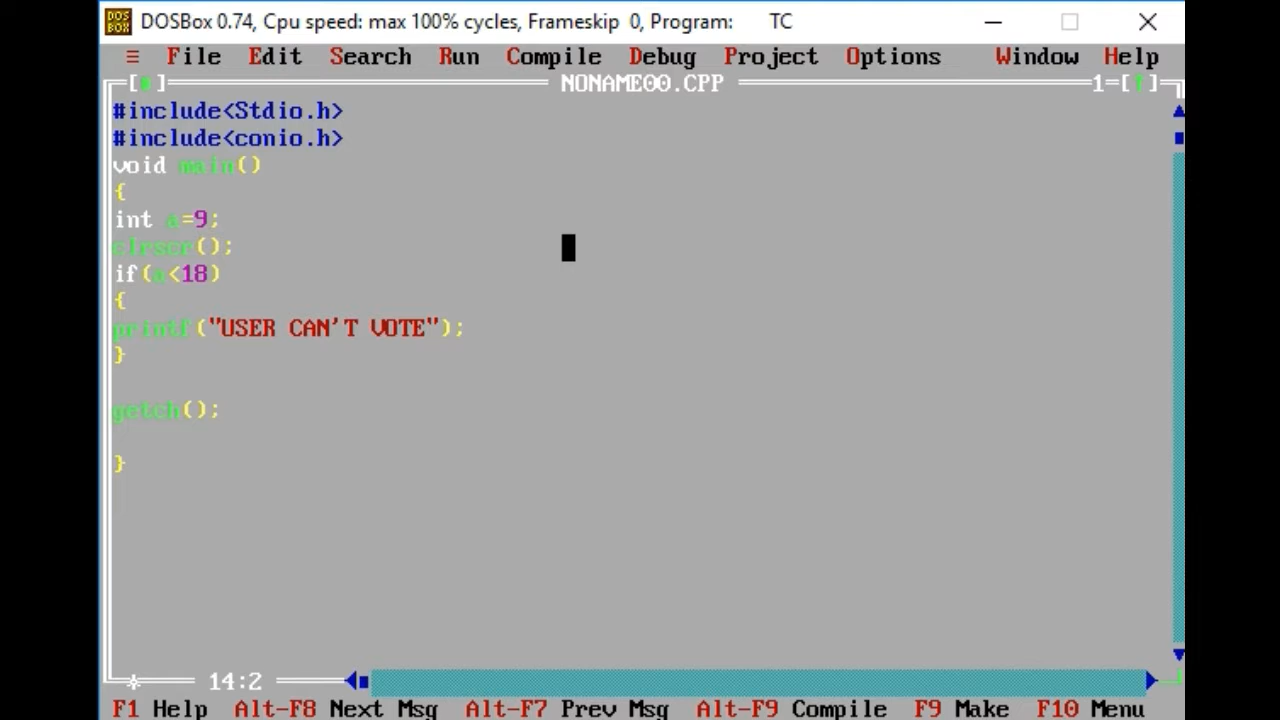 DOSBox 0.74, Cpu speed: max 100% cycles, Frameskip 0, Program: TC
≡ File Edit Search Run Compile Debug Project Options Window Help
NONAME00.CPP 1=[↑]
#include<Stdio.h>
#include<conio.h>
void main()
{
int a=9;
clrscr();
if(a<18)
{
printf("USER CAN'T VOTE");
}
getch();
}
14:2
F1 Help Alt-F8 Next Msg Alt-F7 Prev Msg Alt-F9 Compile F9 Make F10 Menu